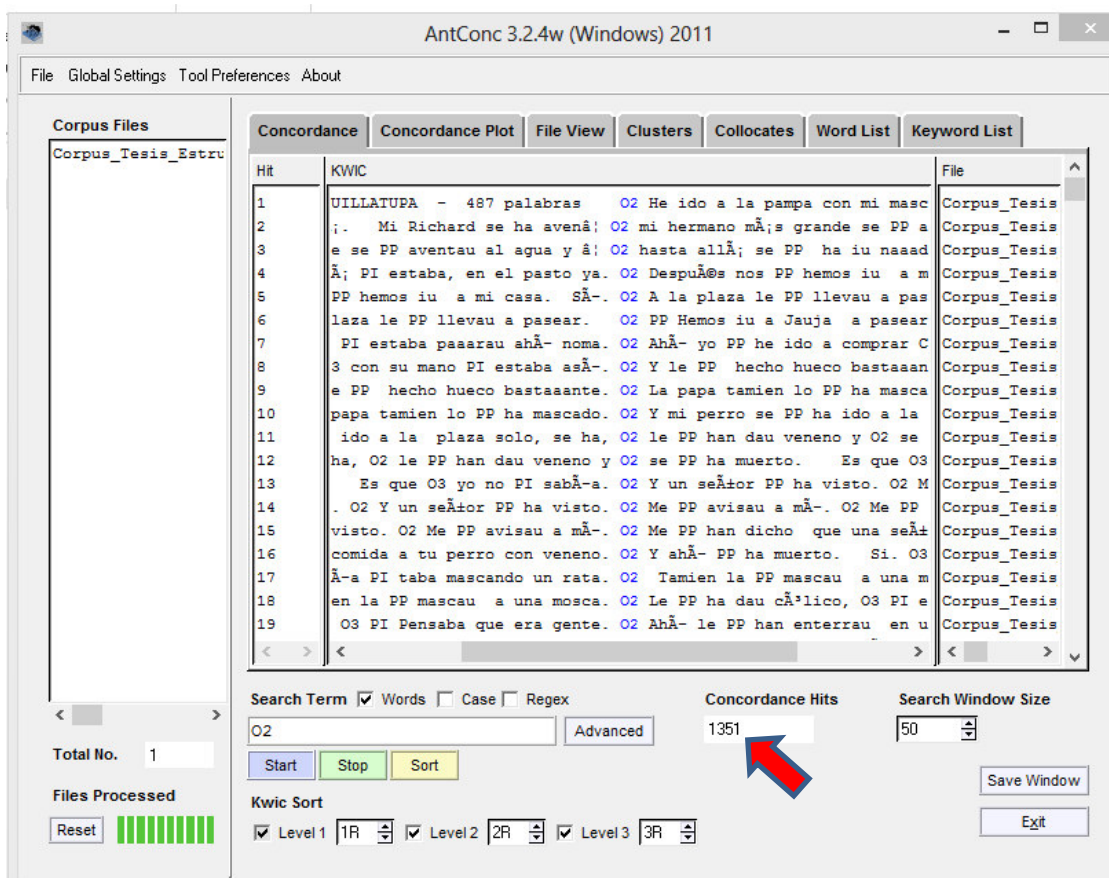 AntConc 3.2.4w (Windows) 2011
File Global Settings Tool Preferences About
Corpus Files
Corpus_Tesis_Estru
Concordance Concordance Plot File View Clusters Collocates Word List Keyword List
Hit KWIC File
1 UILLATUPA - 487 palabras O2 He ido a la pampa con mi masc Corpus_Tesis
2 ¡. Mi Richard se ha avenâ¦ O2 mi hermano mÃ¡s grande se PP a Corpus_Tesis
3 e se PP aventau al agua y â¦ O2 hasta allÃ¡ se PP ha iu naaad Corpus_Tesis
4 Ã¡ PI estaba, en el pasto ya. O2 DespuÃ©s nos PP hemos iu a m Corpus_Tesis
5 PP hemos iu a mi casa. SÃ-. O2 A la plaza le PP llevau a pas Corpus_Tesis
6 laza le PP llevau a pasear. O2 PP Hemos iu a Jauja a pasear Corpus_Tesis
7 PI estaba paaarau ahÃ- noma. O2 AhÃ- yo PP he ido a comprar C Corpus_Tesis
8 3 con su mano PI estaba asÃ-. O2 Y le PP hecho hueco bastaaan Corpus_Tesis
9 e PP hecho hueco bastaaante. O2 La papa tamien lo PP ha masca Corpus_Tesis
10 papa tamien lo PP ha mascado. O2 Y mi perro se PP ha ido a la Corpus_Tesis
11 ido a la plaza solo, se ha, O2 le PP han dau veneno y O2 se Corpus_Tesis
12 ha, O2 le PP han dau veneno y O2 se PP ha muerto. Es que O3 Corpus_Tesis
13 Es que O3 yo no PI sabÃ-a. O2 Y un seÃ±or PP ha visto. O2 M Corpus_Tesis
14 . O2 Y un seÃ±or PP ha visto. O2 Me PP avisau a mÃ-. O2 Me PP Corpus_Tesis
15 visto. O2 Me PP avisau a mÃ-. O2 Me PP han dicho que una seÃ± Corpus_Tesis
16 comida a tu perro con veneno. O2 Y ahÃ- PP ha muerto. Si. O3 Corpus_Tesis
17 Ã-a PI taba mascando un rata. O2 Tamien la PP mascau a una m Corpus_Tesis
18 en la PP mascau a una mosca. O2 Le PP ha dau cÃ³lico, O3 PI e Corpus_Tesis
19 O3 PI Pensaba que era gente. O2 AhÃ- le PP han enterrau en u Corpus_Tesis
Search Term Words Case Regex Concordance Hits Search Window Size
O2 Advanced 1351 50
Total No. 1
Start Stop Sort
Save Window
Files Processed
Kwic Sort
Reset Level 1 1R Level 2 2R Level 3 3R Exit